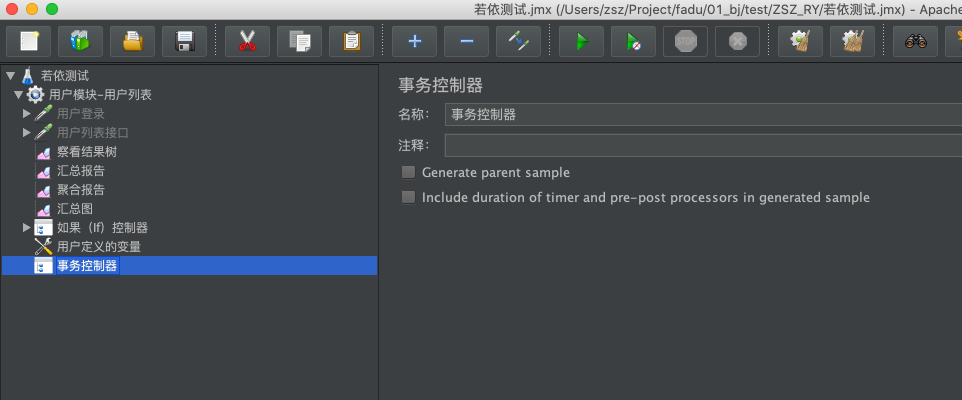 若依测试.jmx (/Users/zsz/Project/fadu/01_bj/test/ZSZ_RY/若依测试.jmx) - Apache
STOP
若依测试
用户模块-用户列表
用户登录
用户列表接口
察看结果树
汇总报告
聚合报告
汇总图
如果（If）控制器
用户定义的变量
事务控制器
事务控制器
名称： 事务控制器
注释：
Generate parent sample
Include duration of timer and pre-post processors in generated sample